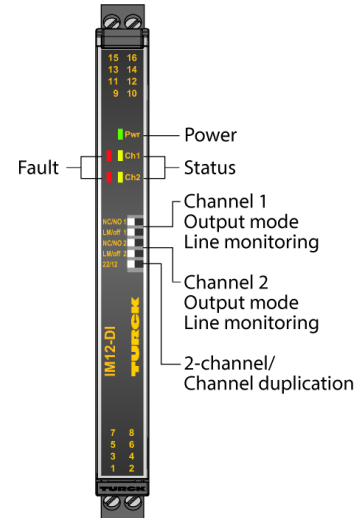 15 16
13 14
11 12
9 10
Pwr
Power
Fault
Ch1
Status
Ch2
Channel 1
Output mode
Line monitoring
NC/NO 1
LM/off 1
NC/NO 2
LM/off 2
22/12
Channel 2
Output mode
Line monitoring
2-channel/
Channel duplication
IM12-DI
TURCK
7 8
5 6
3 4
1 2
TURCK